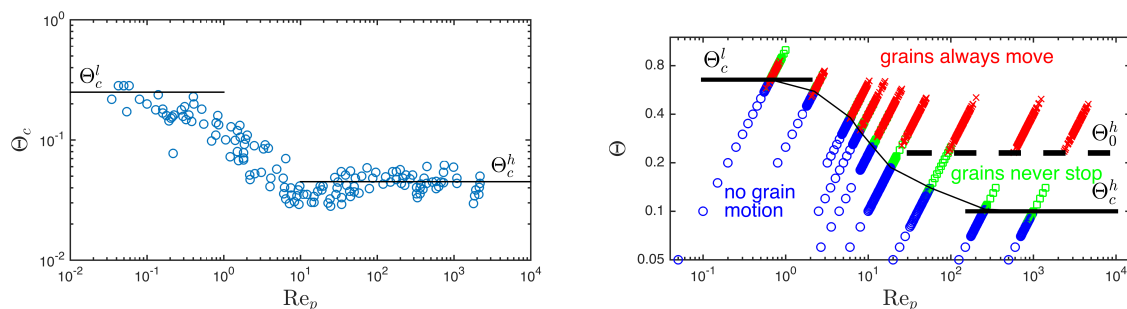 10^0
10^{-1}
10^{-2}
Θ_c
Θ_c^l
Θ_c^h
10^{-2} 10^{-1} 10^0 10^1 10^2 10^3 10^4
Re_p
0.8
0.4
0.2
0.1
0.05
Θ
Θ_c^l
grains always move
Θ_0^h
grains never stop
no grain
motion
Θ_c^h
10^{-1} 10^0 10^1 10^2 10^3 10^4
Re_p